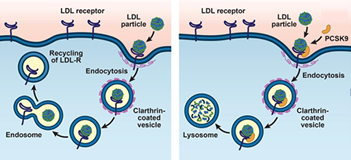 LDL receptor
LDL
particle
Recycling
of LDL-R
Endocytosis
Clarthrin-
coated
vesicle
Endosome
LDL receptor
LDL
particle
PCSK9
Endocytosis
Clarthrin-
coated
vesicle
Lysosome